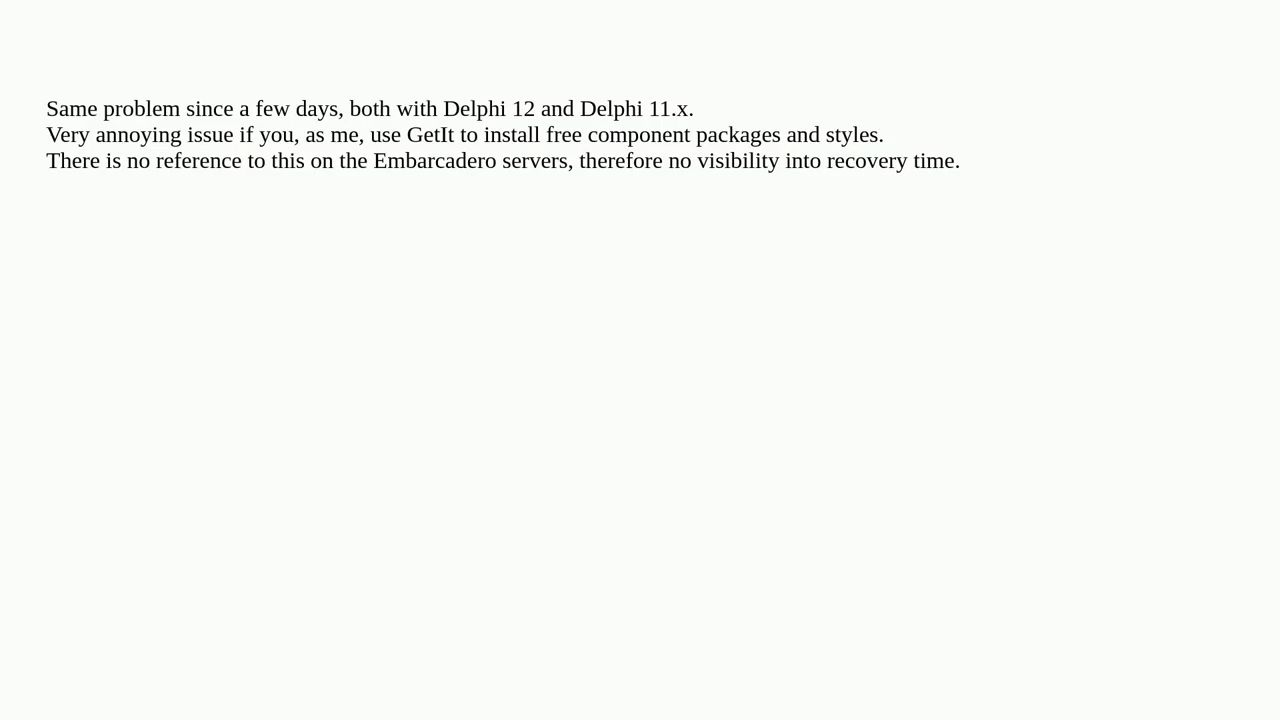 Same problem since a few days, both with Delphi 12 and Delphi 11.x.
Very annoying issue if you, as me, use GetIt to install free component packages and styles.
There is no reference to this on the Embarcadero servers, therefore no visibility into recovery time.